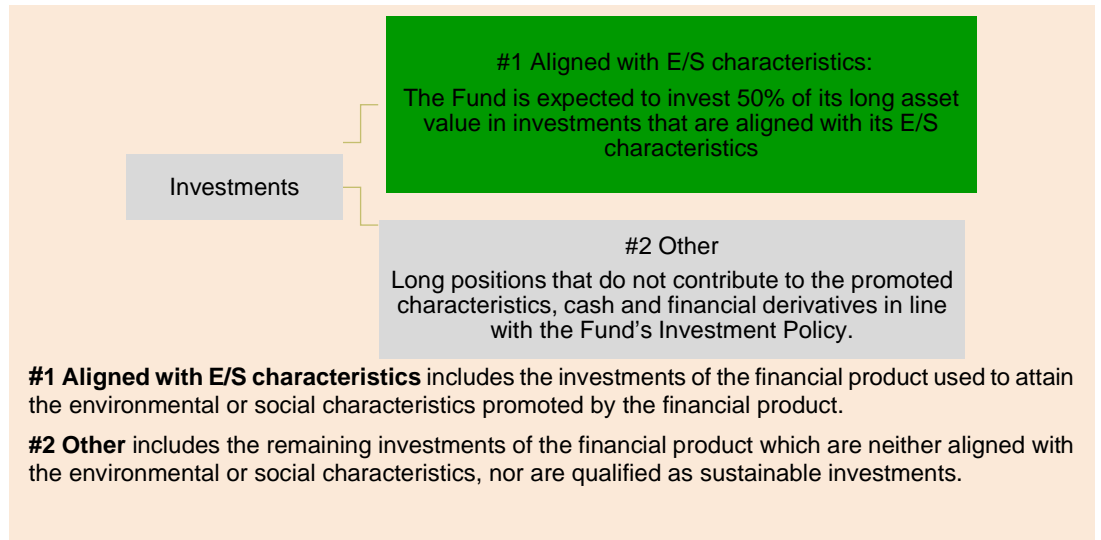 #1 Aligned with E/S characteristics:
The Fund is expected to invest 50% of its long asset
value in investments that are aligned with its E/S
characteristics
Investments
#2 Other
Long positions that do not contribute to the promoted
characteristics, cash and financial derivatives in line
with the Fund’s Investment Policy.
#1 Aligned with E/S characteristics includes the investments of the financial product used to attain
the environmental or social characteristics promoted by the financial product.
#2 Other includes the remaining investments of the financial product which are neither aligned with
the environmental or social characteristics, nor are qualified as sustainable investments.